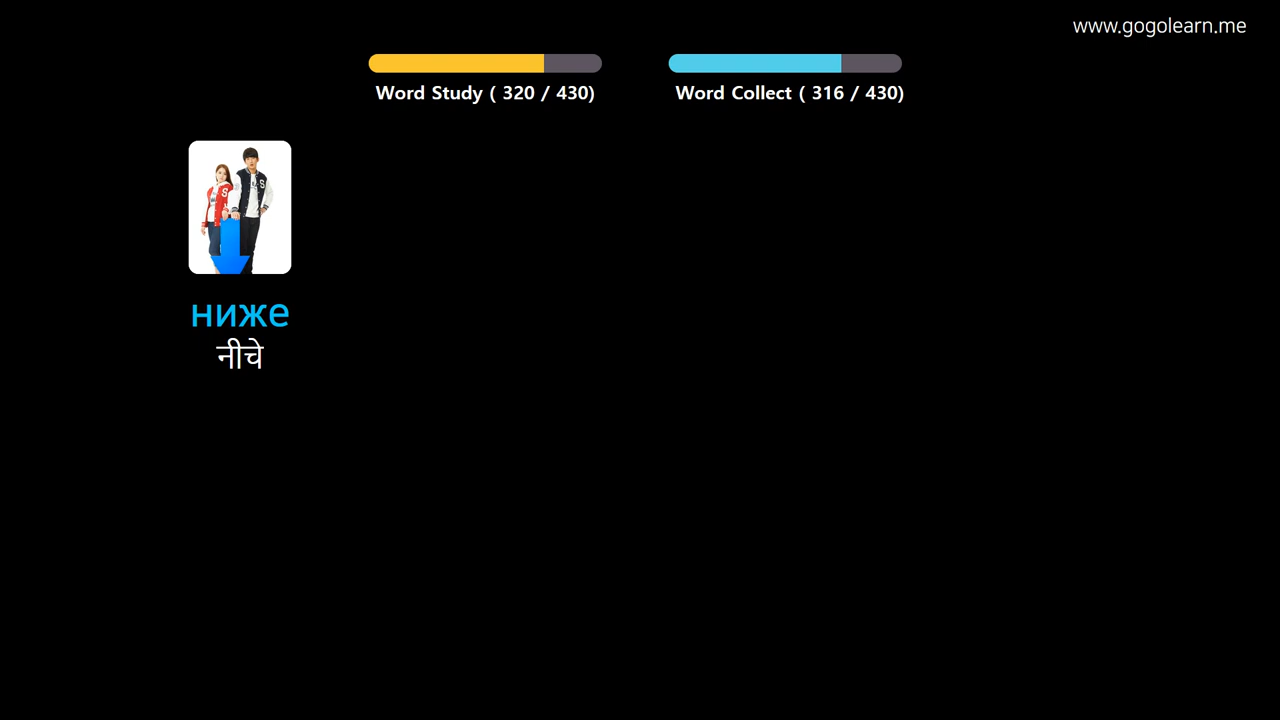 www.gogolearn.me
Word Study ( 320 / 430)
Word Collect ( 316 / 430)
S S
ниже
नीचे